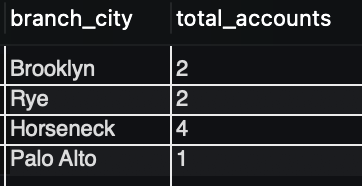 branch_city total_accounts
Brooklyn 2
Rye 2
Horseneck 4
Palo Alto 1